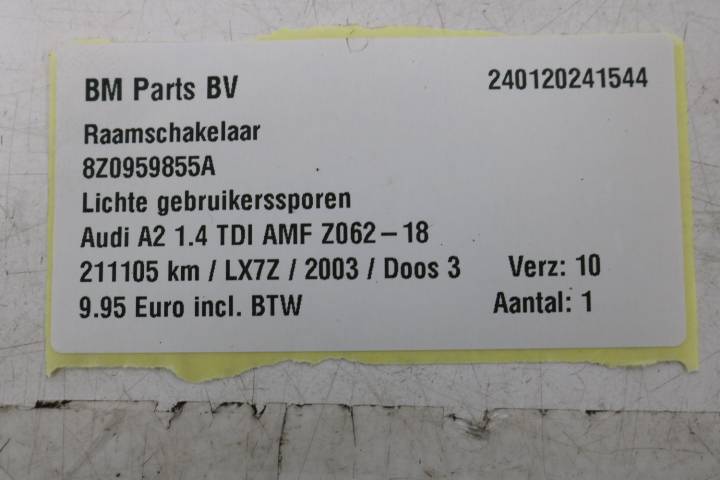 BM Parts BV 240120241544
Raamschakelaar
8Z0959855A
Lichte gebruikerssporen
Audi A2 1.4 TDI AMF Z062-18
211105 km / LX7Z / 2003 / Doos 3 Verz: 10
9.95 Euro incl. BTW Aantal: 1